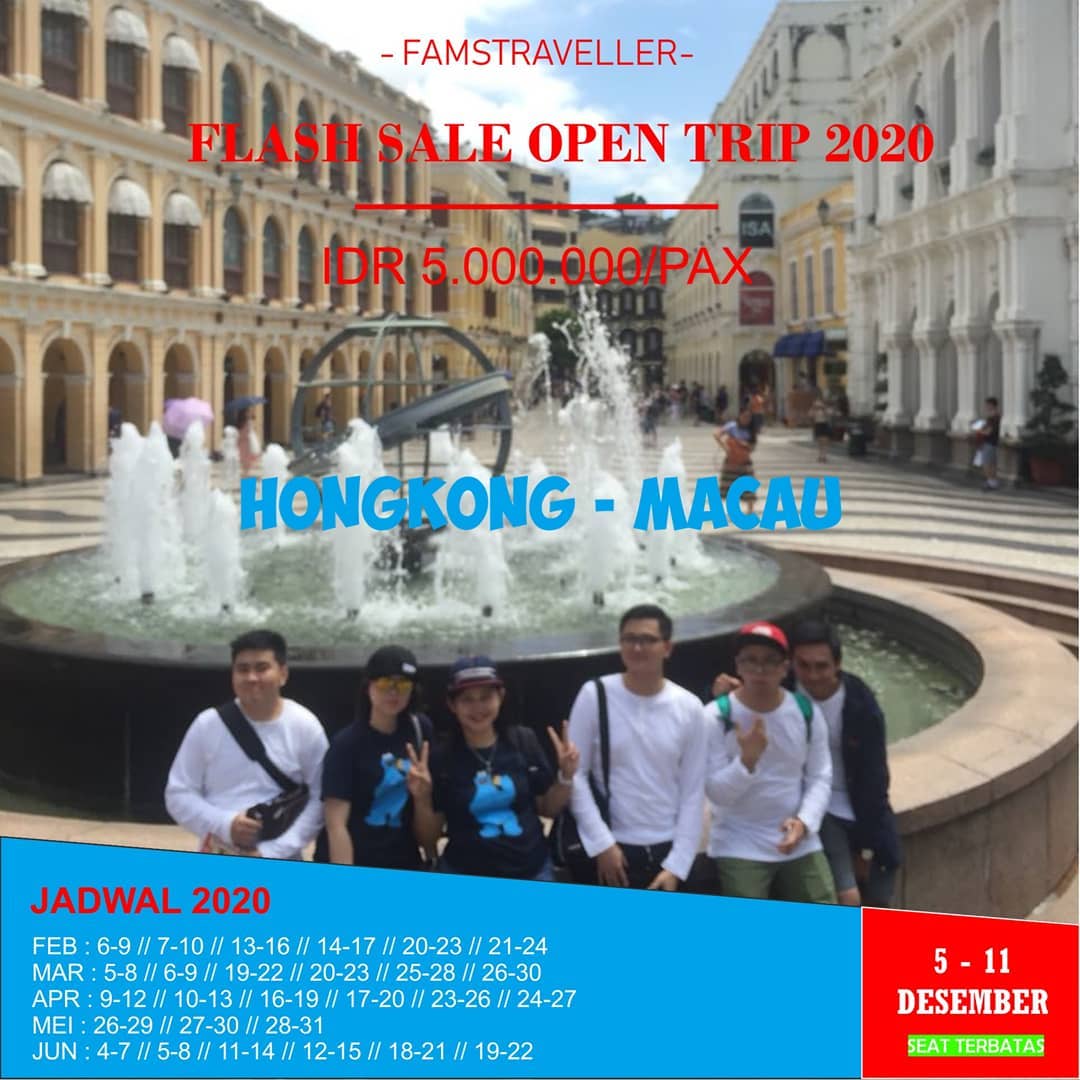 - FAMSTRAVELLER-
FLASH SALE OPEN TRIP 2020
IDR 5.000.000/PAX
ISA
HONGKONG - MACAU
JADWAL 2020
FEB : 6-9 // 7-10 // 13-16 // 14-17 // 20-23 // 21-24
MAR : 5-8 // 6-9 // 19-22 // 20-23 // 25-28 // 26-30
APR : 9-12 // 10-13 // 16-19 // 17-20 // 23-26 // 24-27
MEI : 26-29 // 27-30 // 28-31
JUN : 4-7 // 5-8 // 11-14 // 12-15 // 18-21 // 19-22
5 - 11
DESEMBER
SEAT TERBATAS